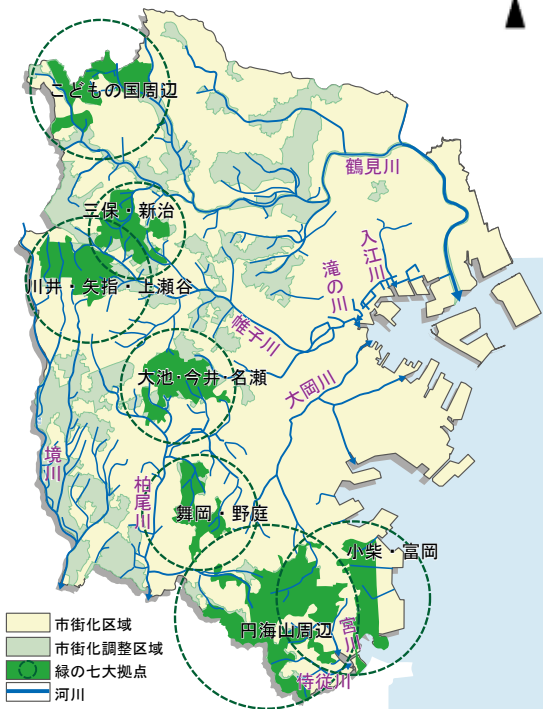 こどもの国周辺
鶴見川
三保・新治
入江川
滝の川
川井・矢指・上瀬谷
帷子川
大池・今井・名瀬
大岡川
境川
柏尾川
舞岡・野庭
小柴・富岡
円海山周辺
宮川
侍従川
市街化区域
市街化調整区域
緑の七大拠点
河川